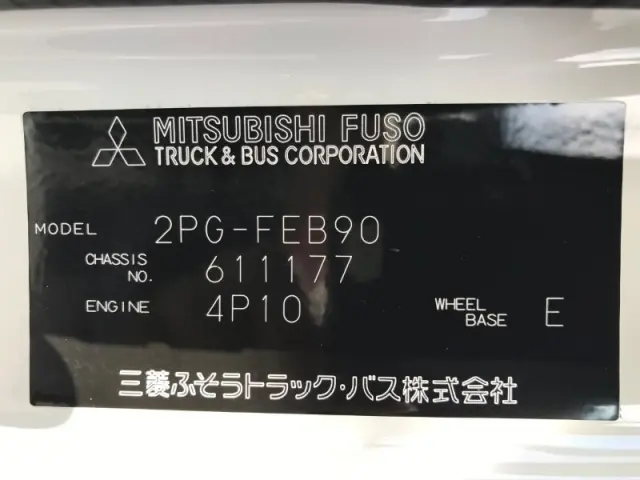 MITSUBISHI FUSO
TRUCK & BUS CORPORATION
MODEL 2PG-FEB90
CHASSIS NO. 611177
ENGINE 4P10 WHEEL BASE E
三菱ふそうトラック・バス株式会社